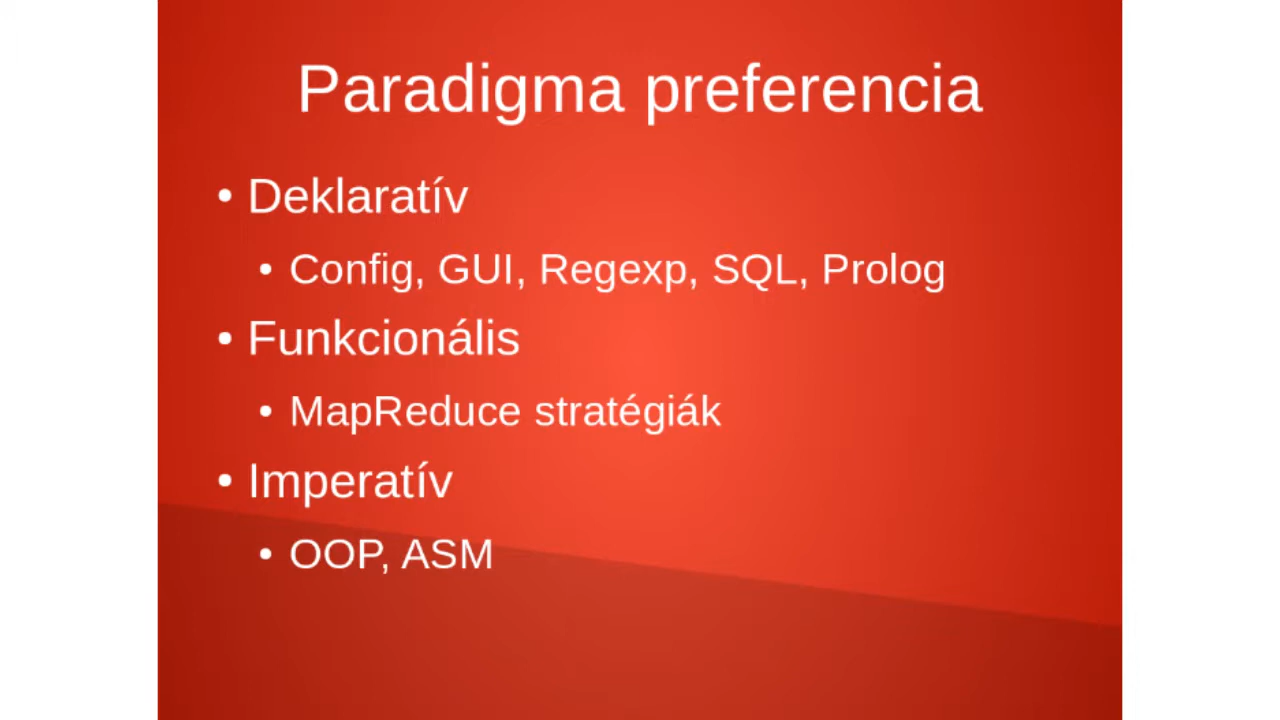 Paradigma preferencia
• Deklaratív
• Config, GUI, Regexp, SQL, Prolog
• Funkcionális
• MapReduce stratégiák
• Imperatív
• OOP, ASM